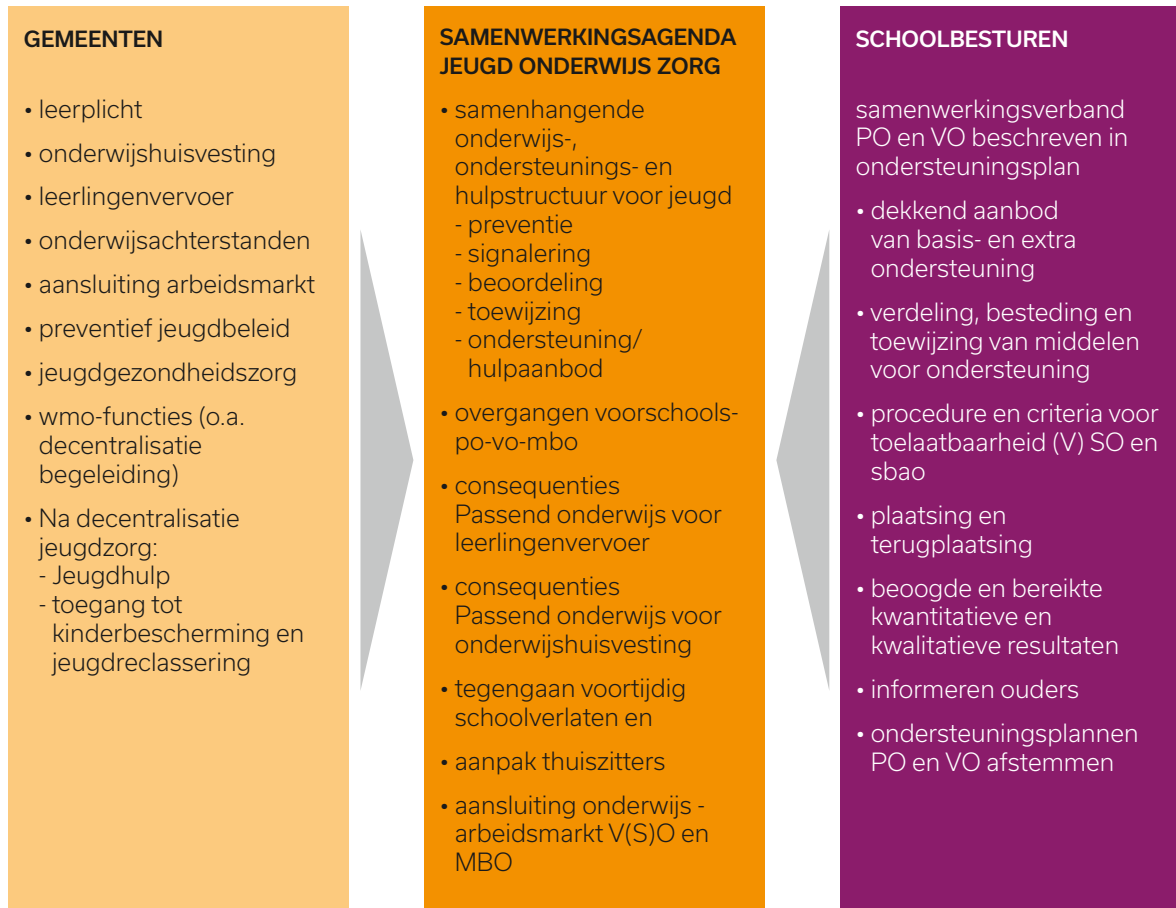 GEMEENTEN
• leerplicht
• onderwijshuisvesting
• leerlingenvervoer
• onderwijsachterstanden
• aansluiting arbeidsmarkt
• preventief jeugdbeleid
• jeugdgezondheidszorg
• wmo-functies (o.a.
decentralisatie
begeleiding)
• Na decentralisatie
jeugdzorg:
- Jeugdhulp
- toegang tot
kinderbescherming en
jeugdreclassering
SAMENWERKINGSAGENDA
JEUGD ONDERWIJS ZORG
• samenhangende
onderwijs-,
ondersteunings- en
hulpstructuur voor jeugd
- preventie
- signalering
- beoordeling
- toewijzing
- ondersteuning/
hulpaanbod
• overgangen voorschools-
po-vo-mbo
• consequenties
Passend onderwijs voor
leerlingenvervoer
• consequenties
Passend onderwijs voor
onderwijshuisvesting
• tegengaan voortijdig
schoolverlaten en
• aanpak thuiszitters
• aansluiting onderwijs -
arbeidsmarkt V(S)O en
MBO
SCHOOLBESTUREN
samenwerkingsverband
PO en VO beschreven in
ondersteuningsplan
• dekkend aanbod
van basis- en extra
ondersteuning
• verdeling, besteding en
toewijzing van middelen
voor ondersteuning
• procedure en criteria voor
toelaatbaarheid (V) SO en
sbao
• plaatsing en
terugplaatsing
• beoogde en bereikte
kwantitatieve en
kwalitatieve resultaten
• informeren ouders
• ondersteuningsplannen
PO en VO afstemmen